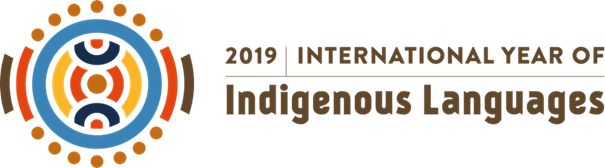 2019 | INTERNATIONAL YEAR OF
Indigenous Languages